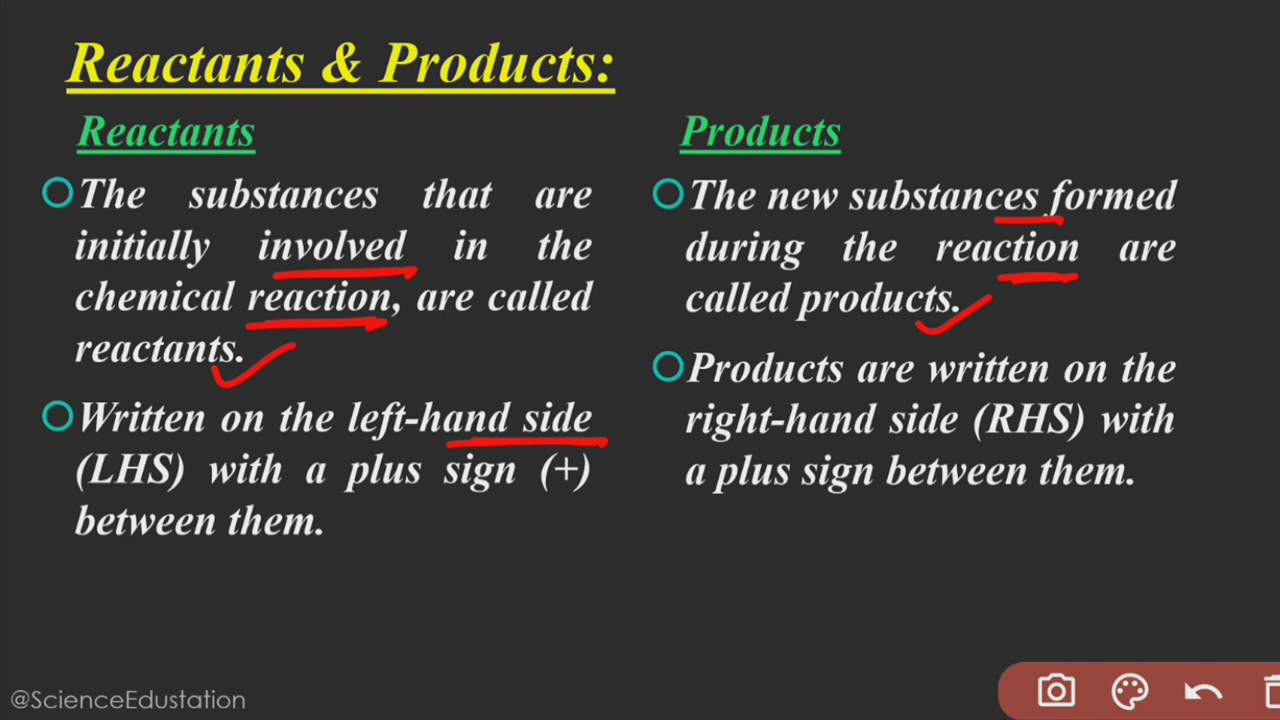 Reactants & Products:
Reactants
The substances that are
initially involved in the
chemical reaction, are called
reactants.
Written on the left-hand side
(LHS) with a plus sign (+)
between them.
Products
The new substances formed
during the reaction are
called products.
Products are written on the
right-hand side (RHS) with
a plus sign between them.
@ScienceEdustation